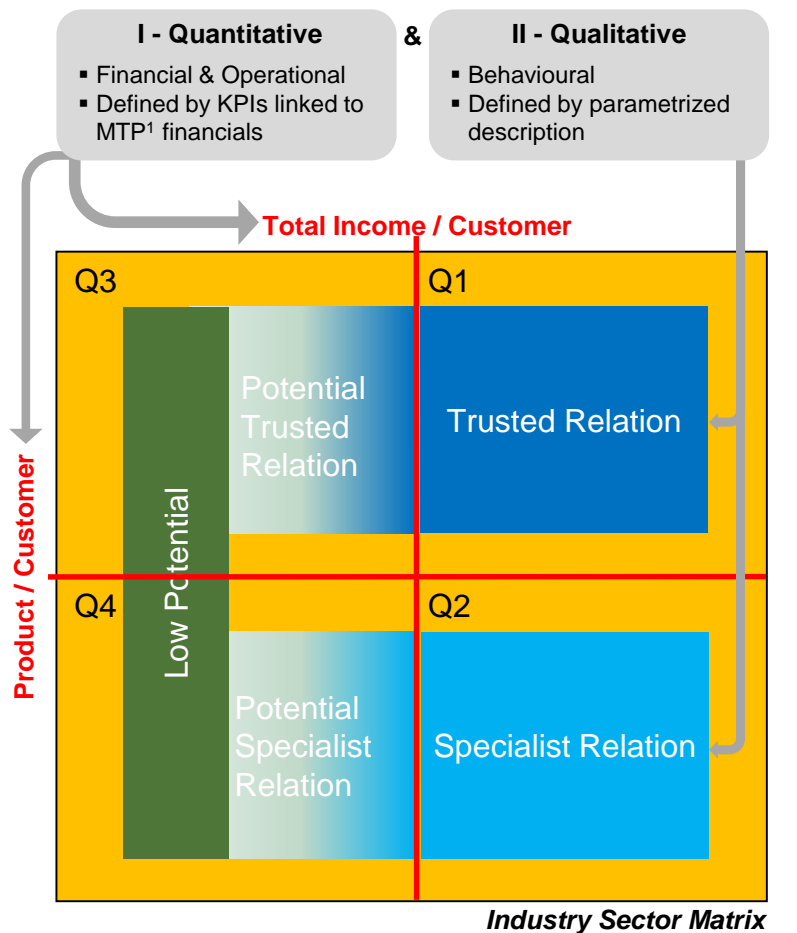 I - Quantitative
▪ Financial & Operational
▪ Defined by KPIs linked to
MTP¹ financials
&
II - Qualitative
▪ Behavioural
▪ Defined by parametrized
description
Total Income / Customer
Product / Customer
Q3
Q1
Potential
Trusted
Relation
Trusted Relation
Low Potential
Q4
Q2
Potential
Specialist
Relation
Specialist Relation
Industry Sector Matrix